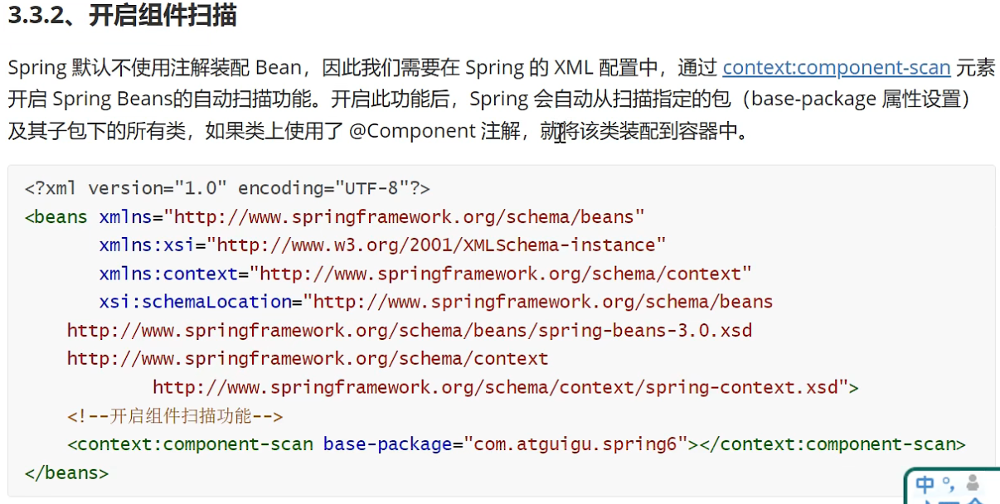 3.3.2、开启组件扫描
Spring 默认不使用注解装配 Bean，因此我们需要在 Spring 的 XML 配置中，通过 context:component-scan 元素
开启 Spring Beans的自动扫描功能。开启此功能后，Spring 会自动从扫描指定的包（base-package 属性设置）
及其子包下的所有类，如果类上使用了 @Component 注解，就将该类装配到容器中。
<?xml version="1.0" encoding="UTF-8"?>
<beans xmlns="http://www.springframework.org/schema/beans"
xmlns:xsi="http://www.w3.org/2001/XMLSchema-instance"
xmlns:context="http://www.springframework.org/schema/context"
xsi:schemaLocation="http://www.springframework.org/schema/beans
http://www.springframework.org/schema/beans/spring-beans-3.0.xsd
http://www.springframework.org/schema/context
http://www.springframework.org/schema/context/spring-context.xsd">
<!--开启组件扫描功能-->
<context:component-scan base-package="com.atguigu.spring6"></context:component-scan>
</beans>
中 °,